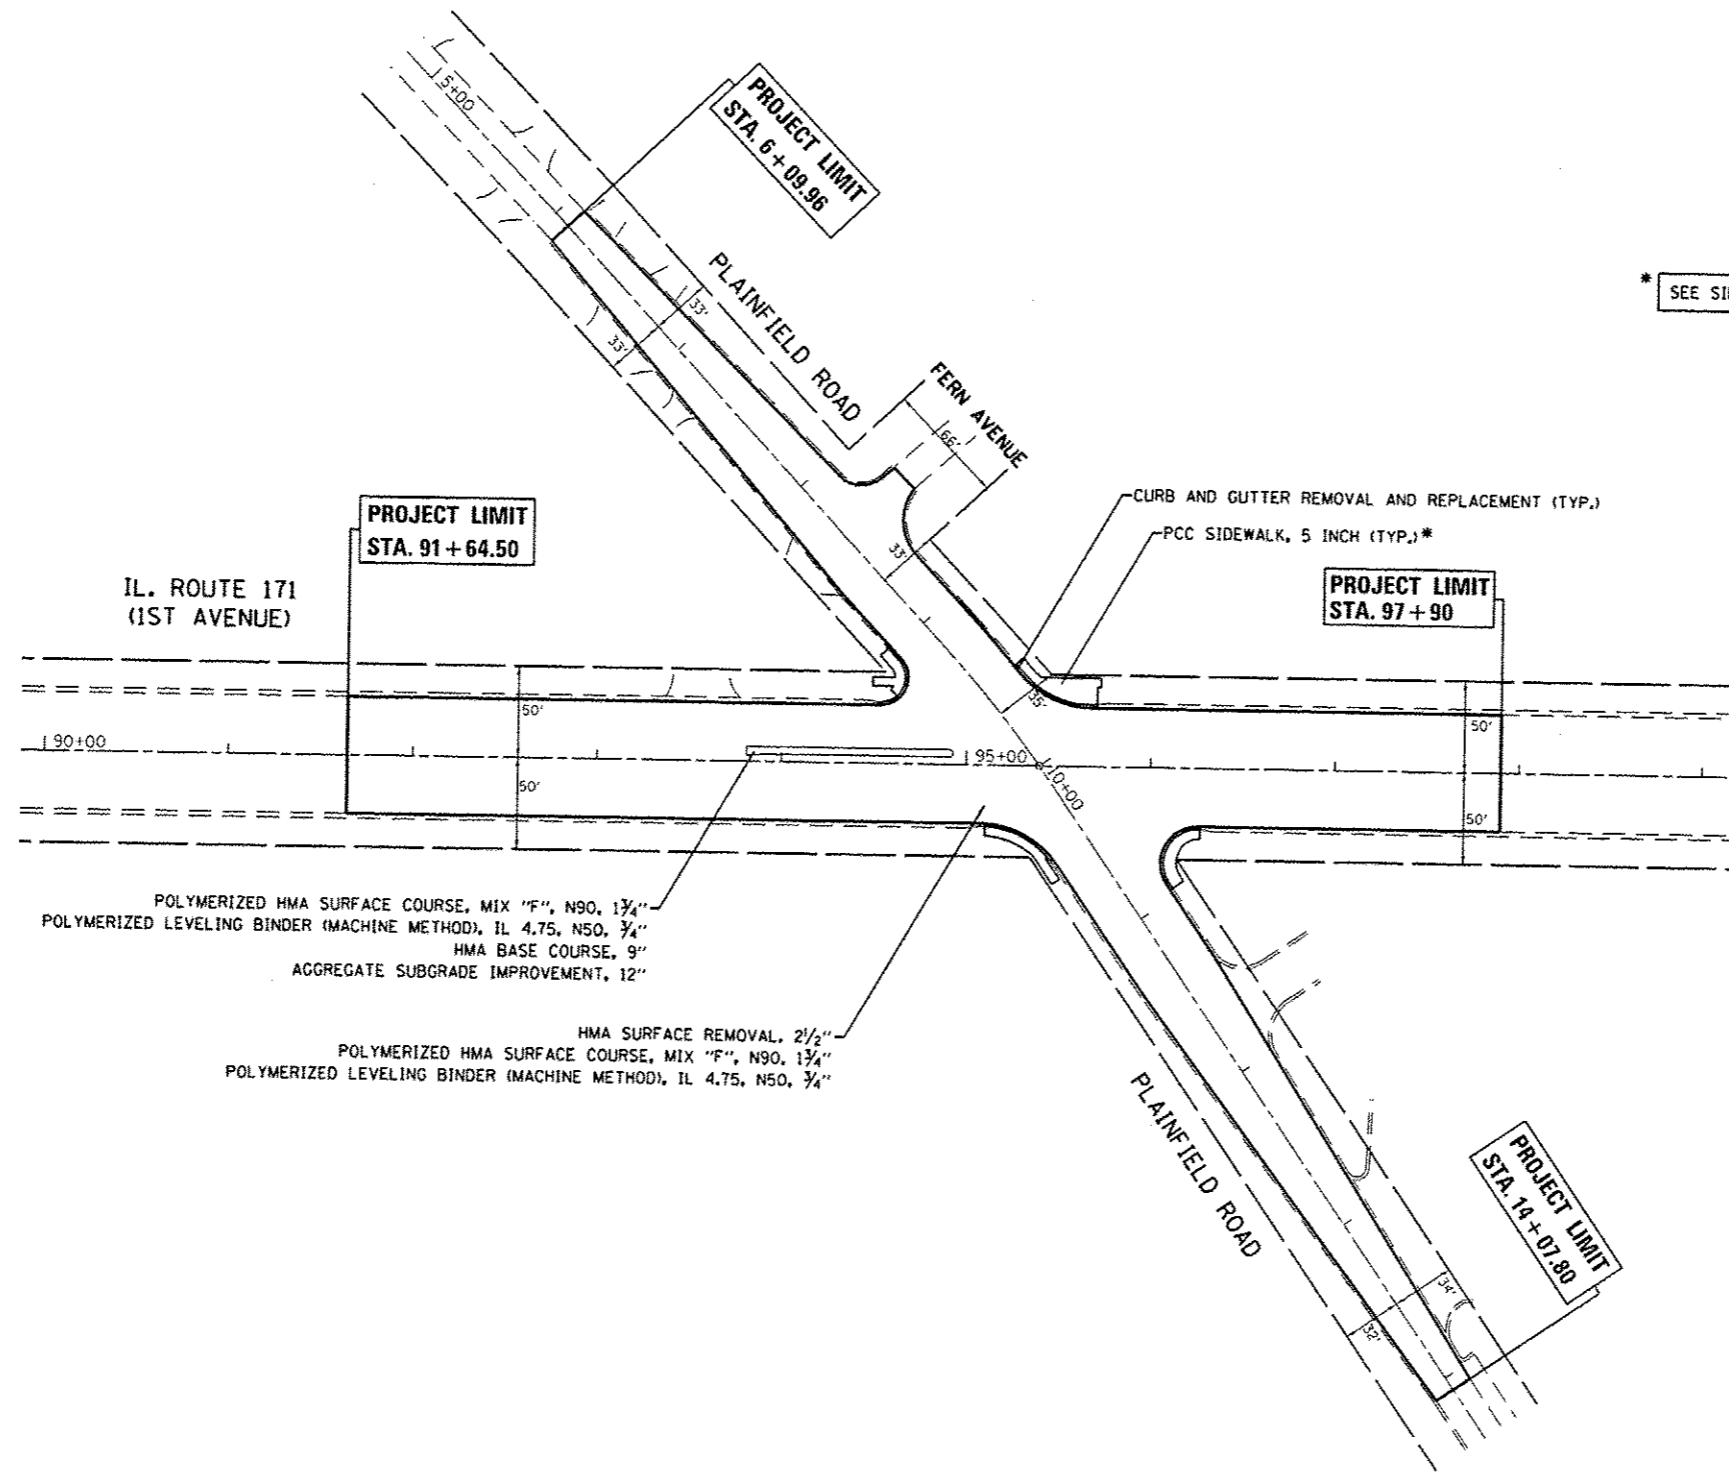 5+00
PROJECT LIMIT
STA. 6+09.96
33'
33'
PLAINFIELD ROAD
FERN AVENUE
66'
33'
*
SEE SI
PROJECT LIMIT
STA. 91+64.50
IL. ROUTE 171
(1ST AVENUE)
CURB AND GUTTER REMOVAL AND REPLACEMENT (TYP.)
PCC SIDEWALK, 5 INCH (TYP.)*
PROJECT LIMIT
STA. 97+90
35'
50'
50'
90+00
95+00
10+00
50'
50'
POLYMERIZED HMA SURFACE COURSE, MIX "F", N90, 1¾"
POLYMERIZED LEVELING BINDER (MACHINE METHOD), IL 4.75, N50, ¾"
HMA BASE COURSE, 9"
AGGREGATE SUBGRADE IMPROVEMENT, 12"
HMA SURFACE REMOVAL, 2½"
POLYMERIZED HMA SURFACE COURSE, MIX "F", N90, 1¾"
POLYMERIZED LEVELING BINDER (MACHINE METHOD), IL 4.75, N50, ¾"
PLAINFIELD ROAD
PROJECT LIMIT
STA. 14+07.80
34'
32'